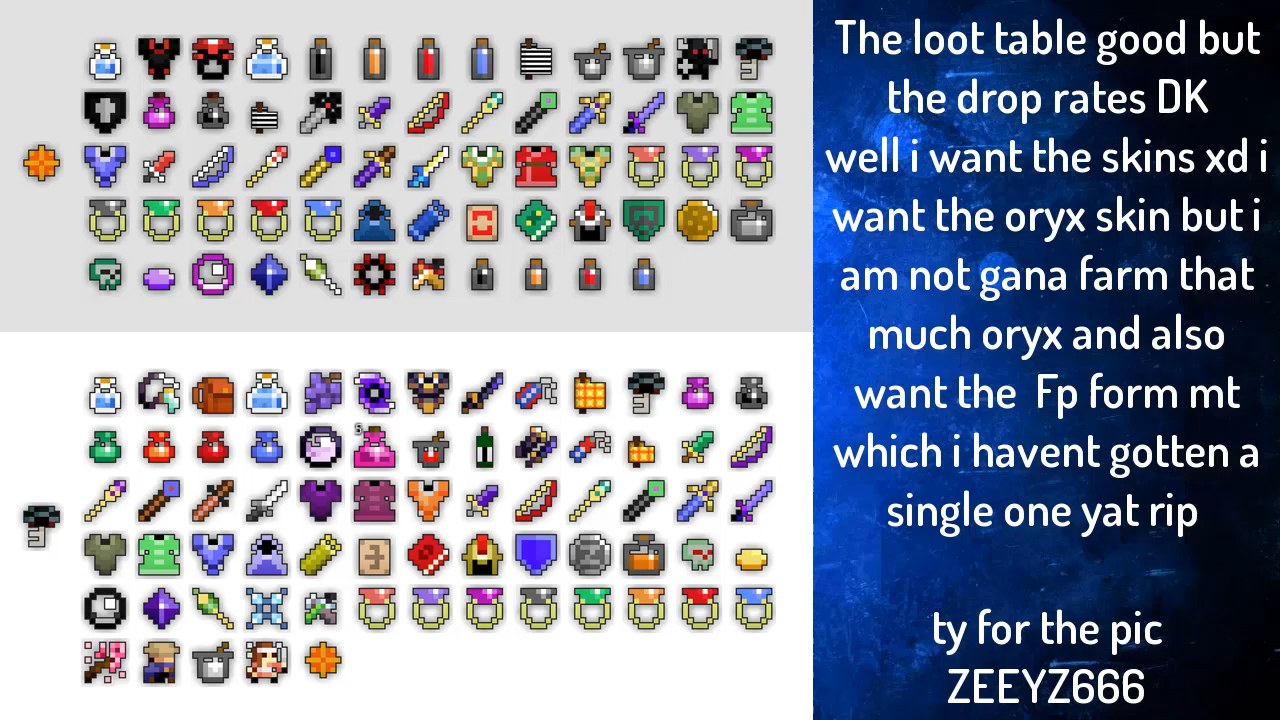 The loot table good but
the drop rates DK
well i want the skins xd i
want the oryx skin but i
am not gana farm that
much oryx and also
want the Fp form mt
which i havent gotten a
single one yat rip
ty for the pic
ZEEYZ666
5